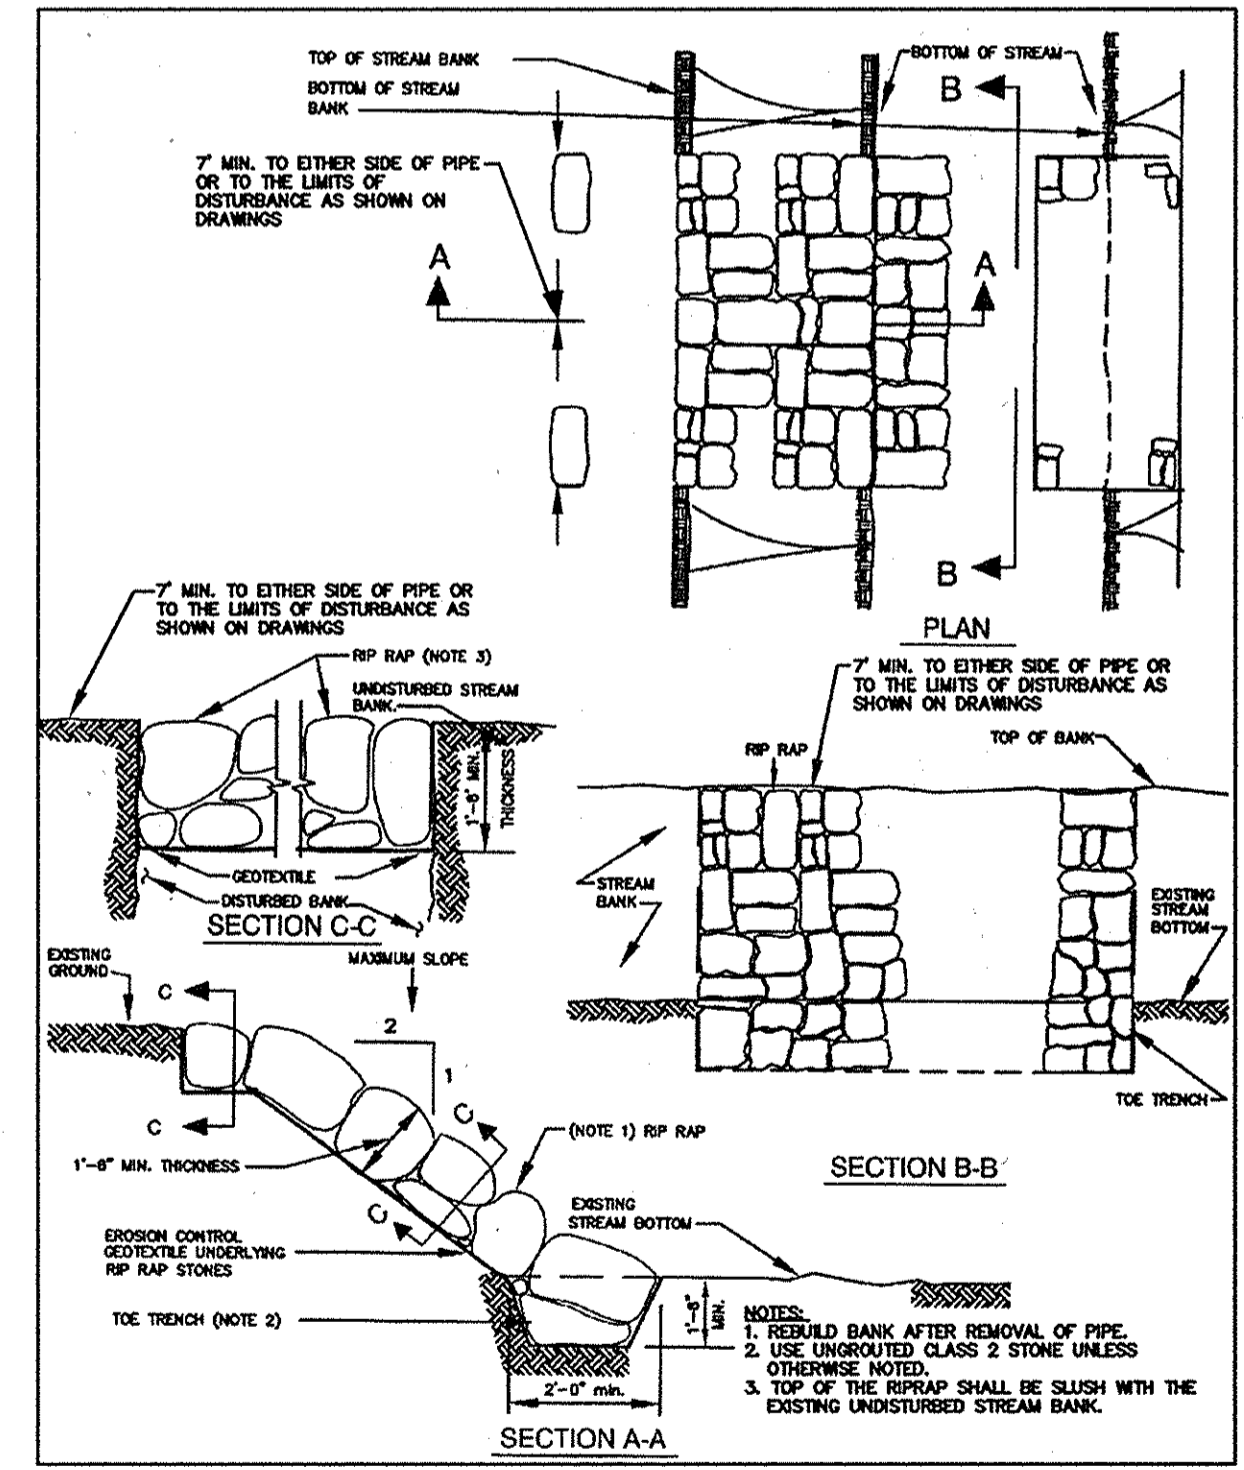 TOP OF STREAM BANK
BOTTOM OF STREAM
BANK
BOTTOM OF STREAM
B
7' MIN. TO EITHER SIDE OF PIPE
OR TO THE LIMITS OF
DISTURBANCE AS SHOWN ON
DRAWINGS
A
A
B
PLAN
7' MIN. TO EITHER SIDE OF PIPE OR
TO THE LIMITS OF DISTURBANCE AS
SHOWN ON DRAWINGS
RIP RAP (NOTE 3)
UNDISTURBED STREAM
BANK.
1'-6" MIN.
THICKNESS
GEOTEXTILE
DISTURBED BANK
SECTION C-C
7' MIN. TO EITHER SIDE OF PIPE OR
TO THE LIMITS OF DISTURBANCE AS
SHOWN ON DRAWINGS
RIP RAP
TOP OF BANK
STREAM
BANK
EXISTING
STREAM
BOTTOM
TOE TRENCH
SECTION B-B
EXISTING
GROUND
MAXIMUM SLOPE
C
2
1
C
C
1'-6" MIN. THICKNESS
(NOTE 1) RIP RAP
C
EXISTING
STREAM BOTTOM
EROSION CONTROL
GEOTEXTILE UNDERLYING
RIP RAP STONES
TOE TRENCH (NOTE 2)
1'-6"
MIN.
2'-0" min.
SECTION A-A
NOTES:
1. REBUILD BANK AFTER REMOVAL OF PIPE.
2. USE UNGROUTED CLASS 2 STONE UNLESS
OTHERWISE NOTED.
3. TOP OF THE RIPRAP SHALL BE SLUSH WITH THE
EXISTING UNDISTURBED STREAM BANK.